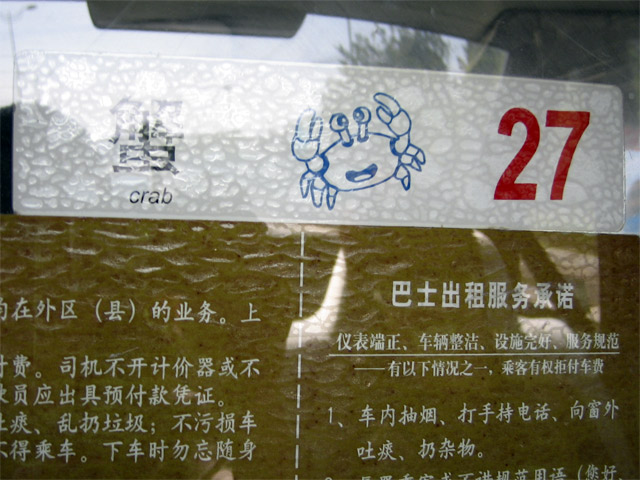 蟹
crab
27
在外区（县）的业务。上
费。司机不开计价器或不
员应出具预付款凭证。
痰、乱扔垃圾；不污损车
得乘车。下车时勿忘随身
巴士出租服务承诺
仪表端正、车辆整洁、设施完好、服务规范
——有以下情况之一，乘客有权拒付车费
1、车内抽烟、打手持电话、向窗外
吐痰、扔杂物。